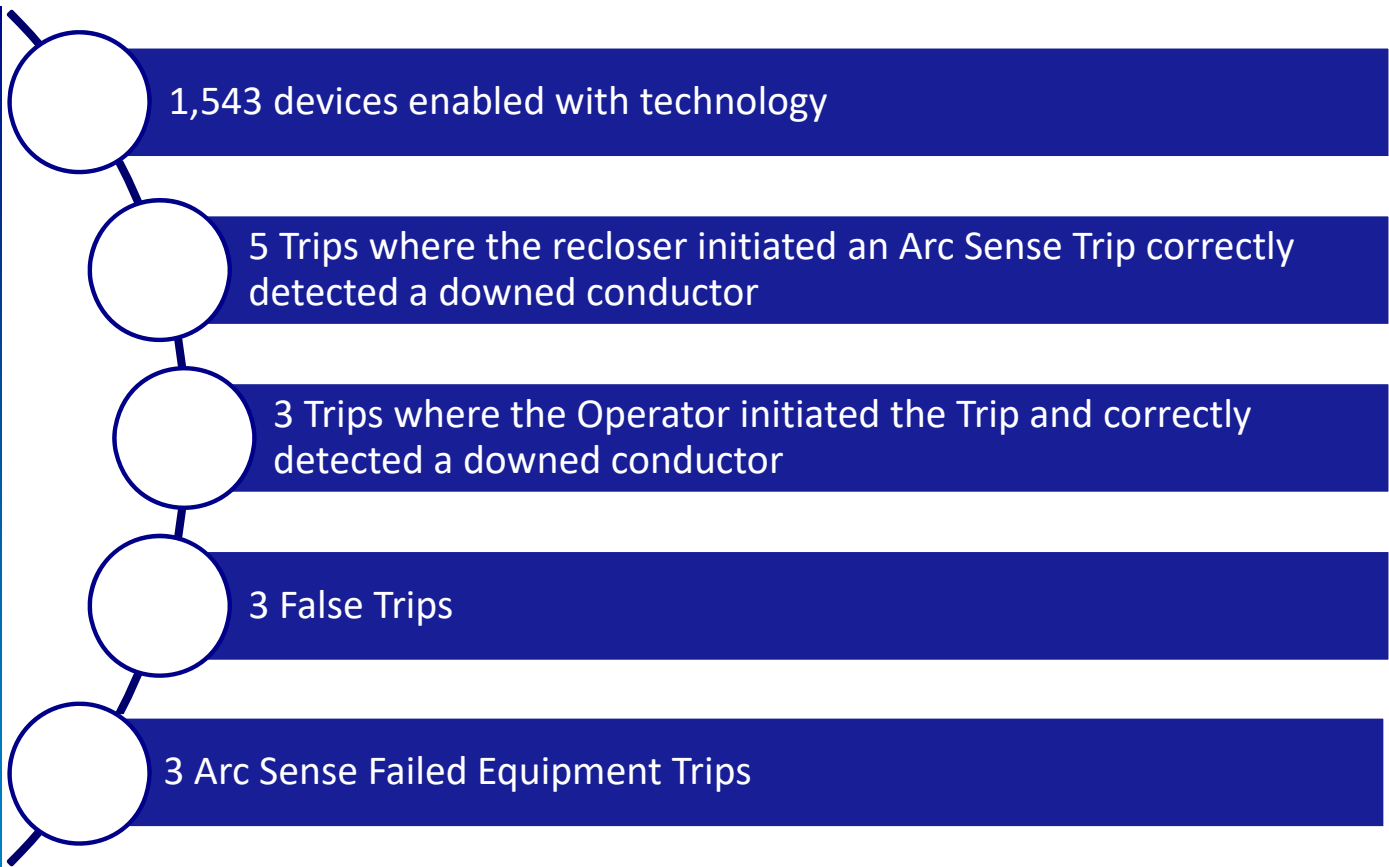 1,543 devices enabled with technology
5 Trips where the recloser initiated an Arc Sense Trip correctly
detected a downed conductor
3 Trips where the Operator initiated the Trip and correctly
detected a downed conductor
3 False Trips
3 Arc Sense Failed Equipment Trips